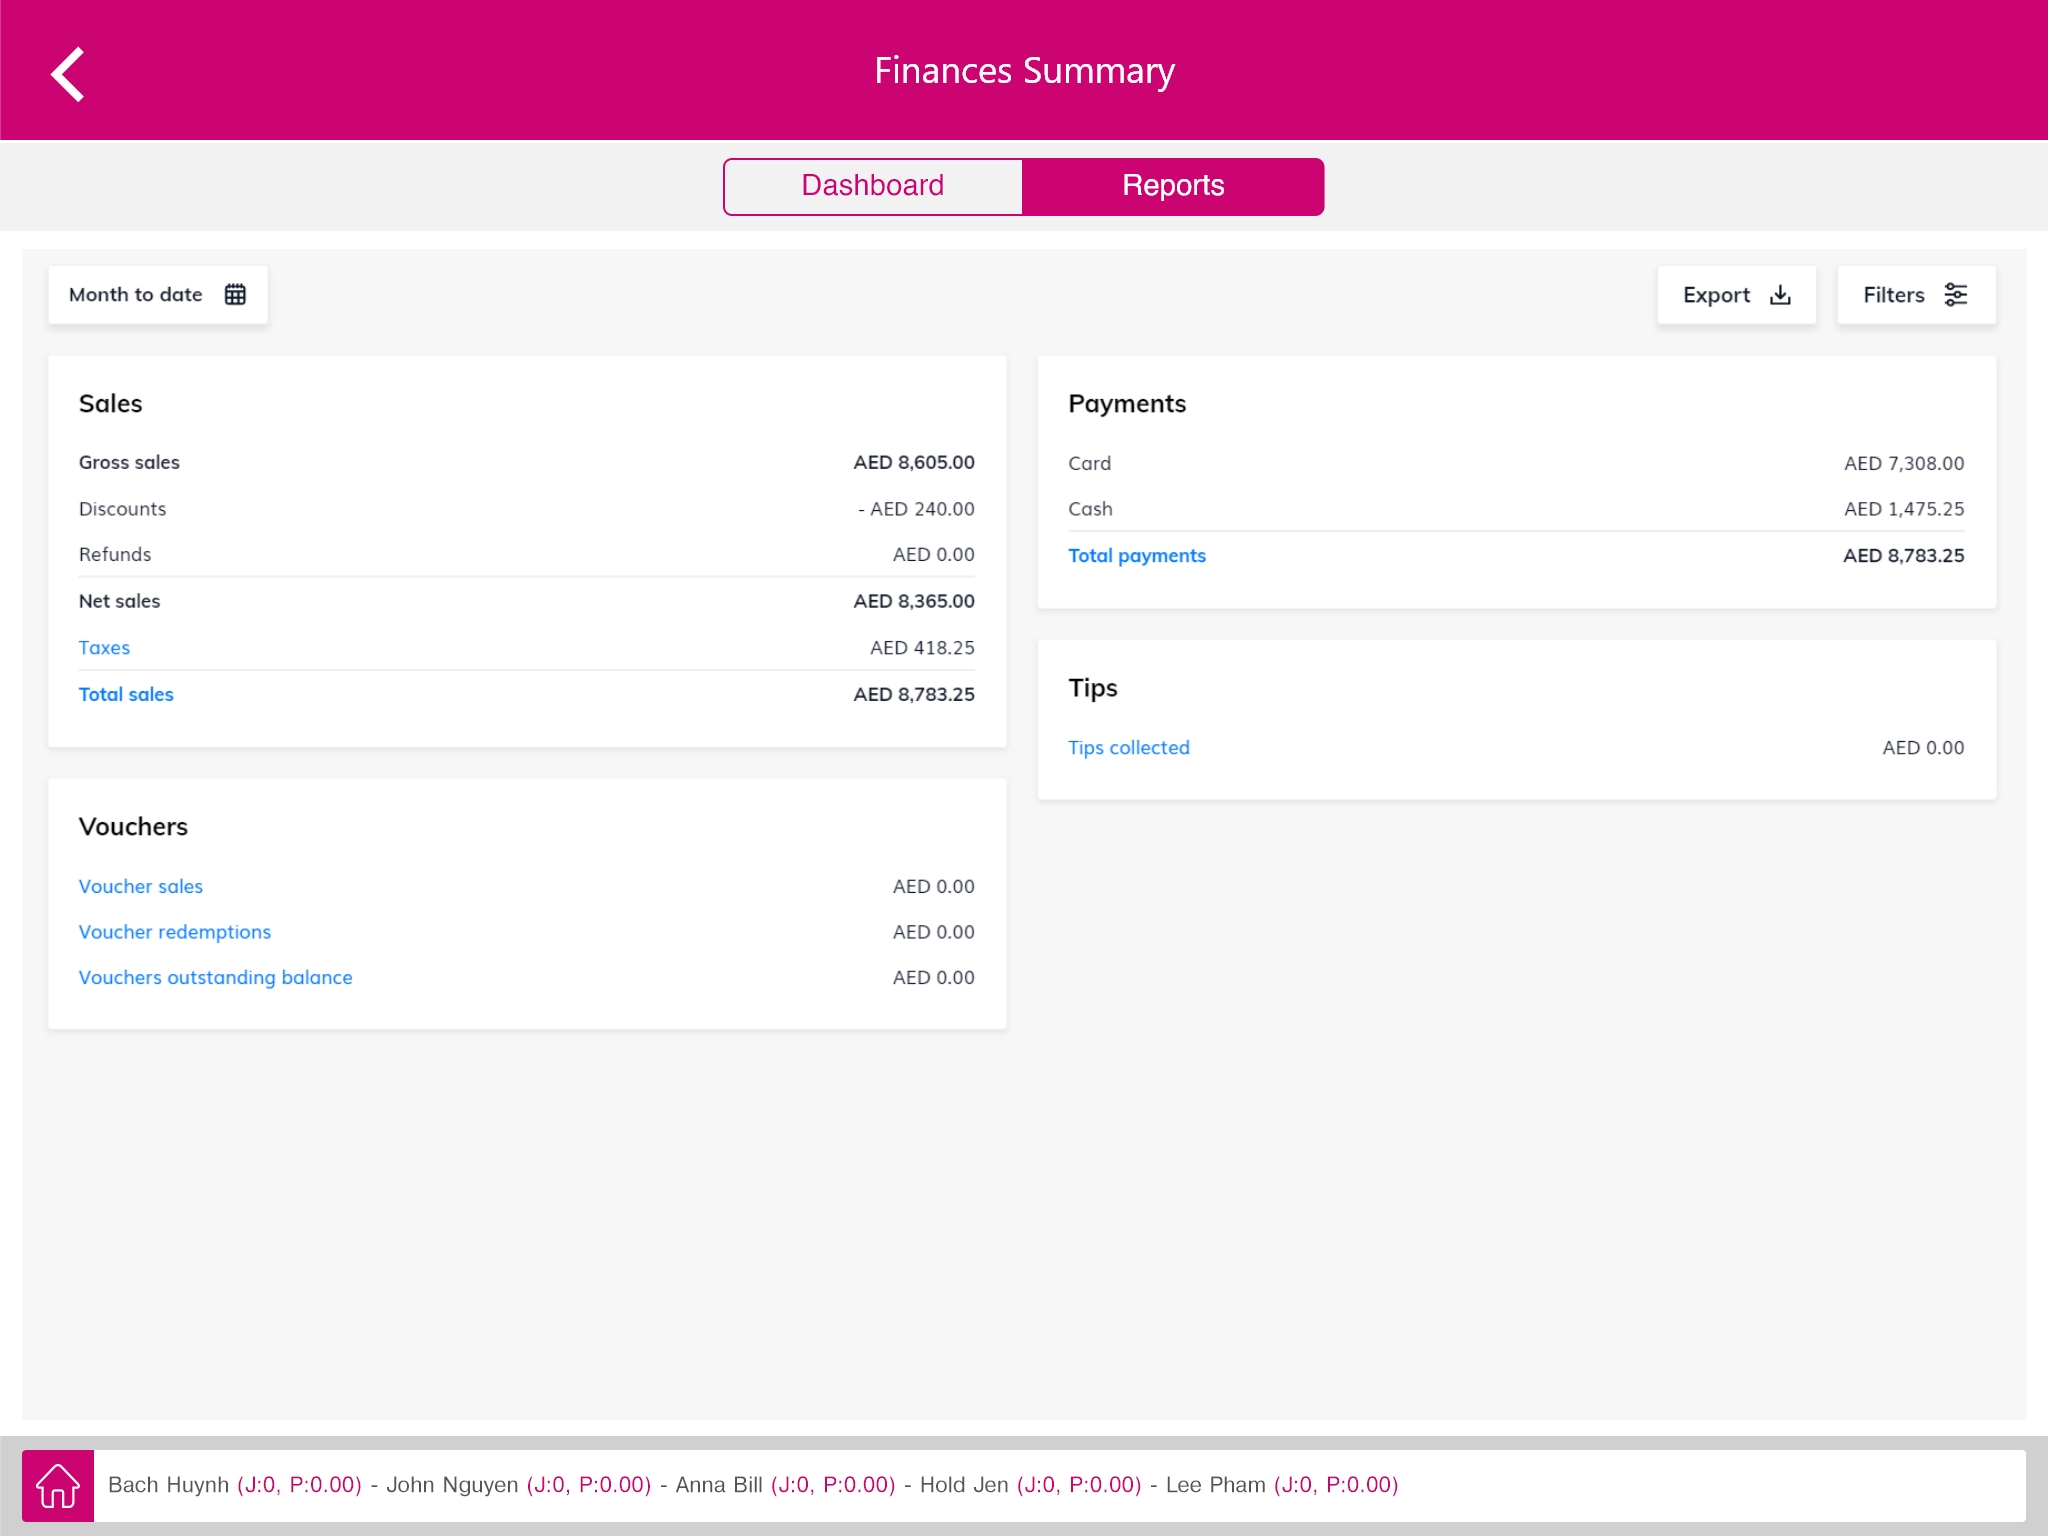 Finances Summary
Dashboard
Reports
Month to date
Export
Filters
Sales
Gross sales AED 8,605.00
Discounts - AED 240.00
Refunds AED 0.00
Net sales AED 8,365.00
Taxes AED 418.25
Total sales AED 8,783.25
Vouchers
Voucher sales AED 0.00
Voucher redemptions AED 0.00
Vouchers outstanding balance AED 0.00
Payments
Card AED 7,308.00
Cash AED 1,475.25
Total payments AED 8,783.25
Tips
Tips collected AED 0.00
Bach Huynh (J:0, P:0.00) - John Nguyen (J:0, P:0.00) - Anna Bill (J:0, P:0.00) - Hold Jen (J:0, P:0.00) - Lee Pham (J:0, P:0.00)